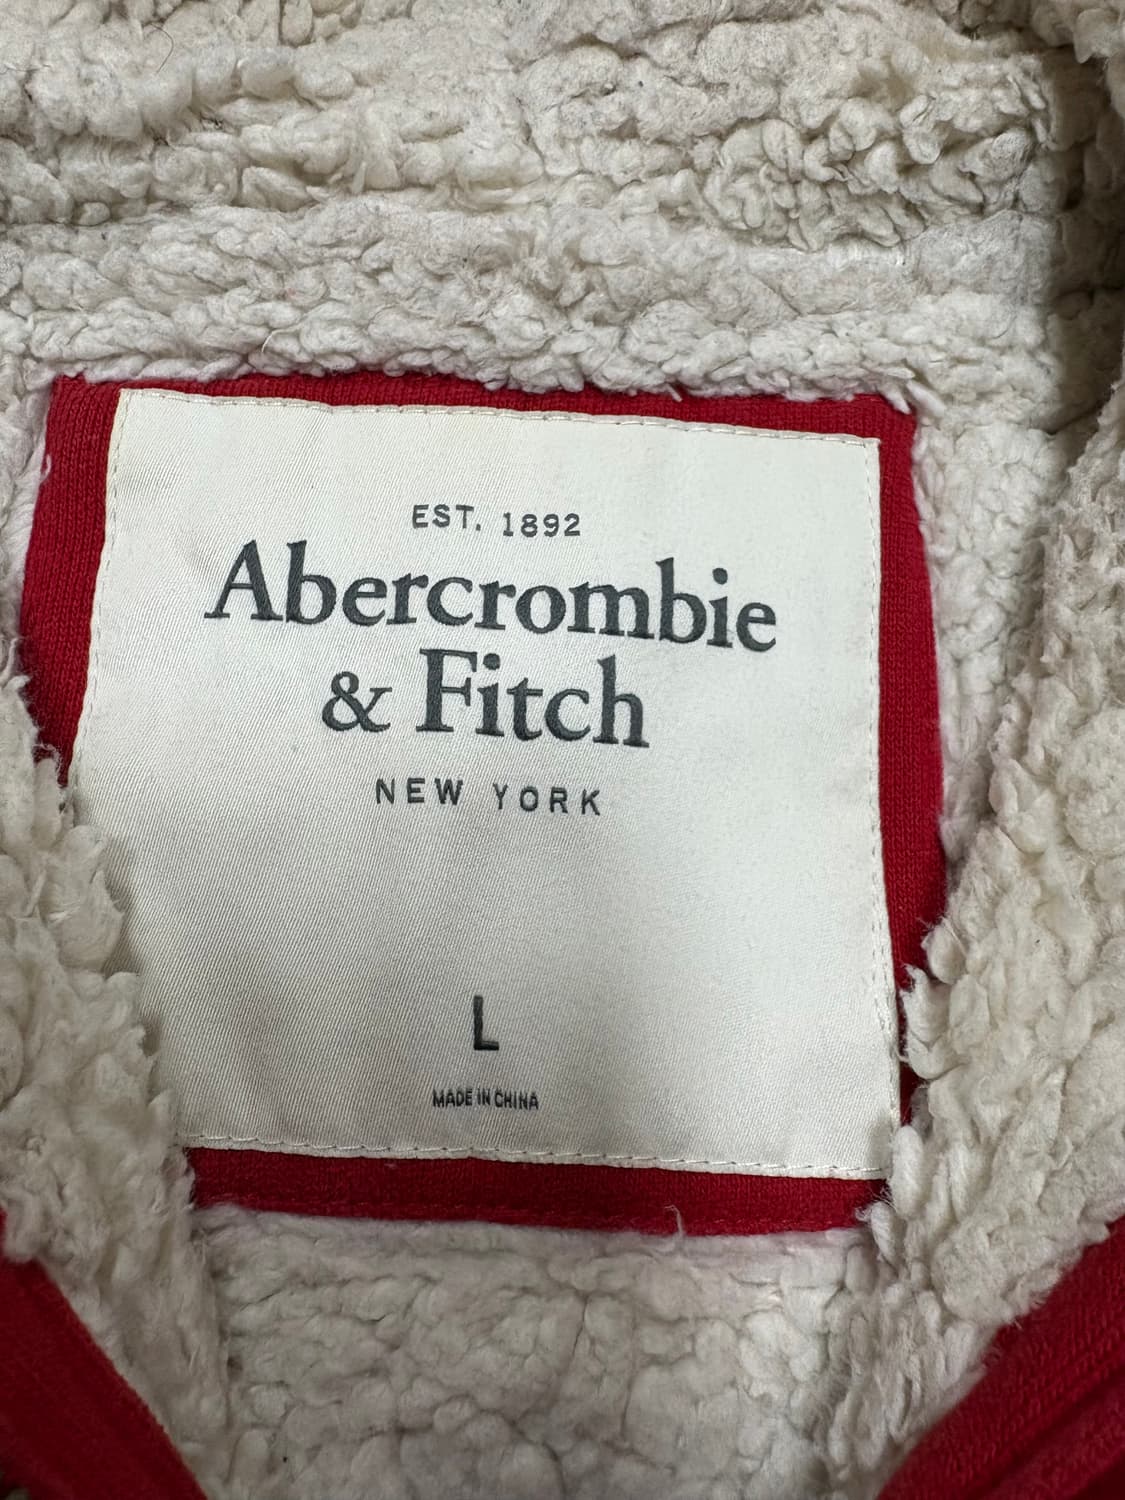 EST. 1892
Abercrombie
& Fitch
NEW YORK
L
MADE IN CHINA